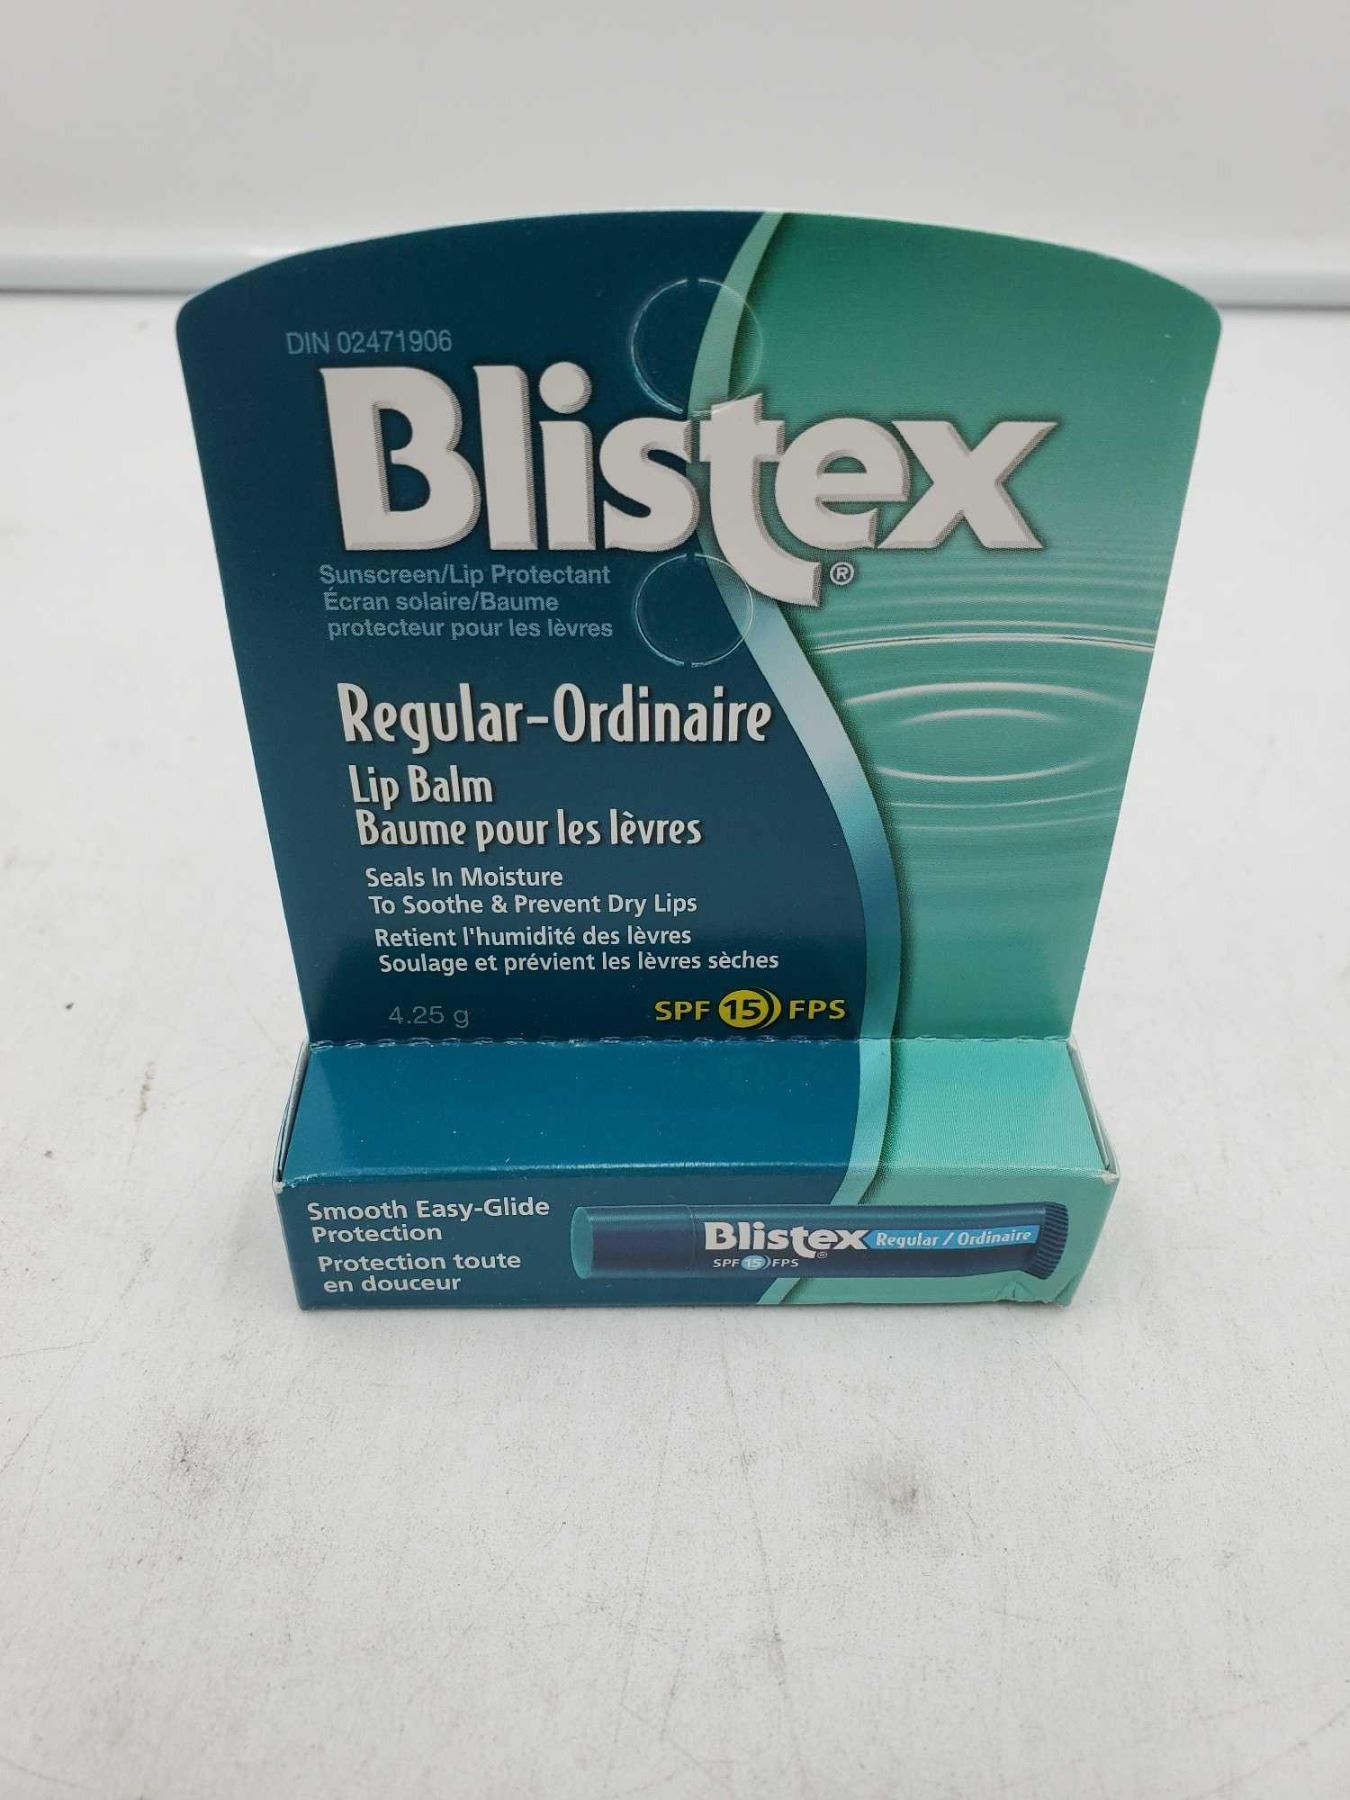 DIN 02471906
Blistex®
Sunscreen/Lip Protectant
Écran solaire/Baume
protecteur pour les lèvres
Regular-Ordinaire
Lip Balm
Baume pour les lèvres
Seals In Moisture
To Soothe & Prevent Dry Lips
Retient l'humidité des lèvres
Soulage et prévient les lèvres sèches
4.25 g
SPF 15 FPS
Smooth Easy-Glide
Protection
Protection toute
en douceur
Blistex® Regular / Ordinaire
SPF 15 FPS